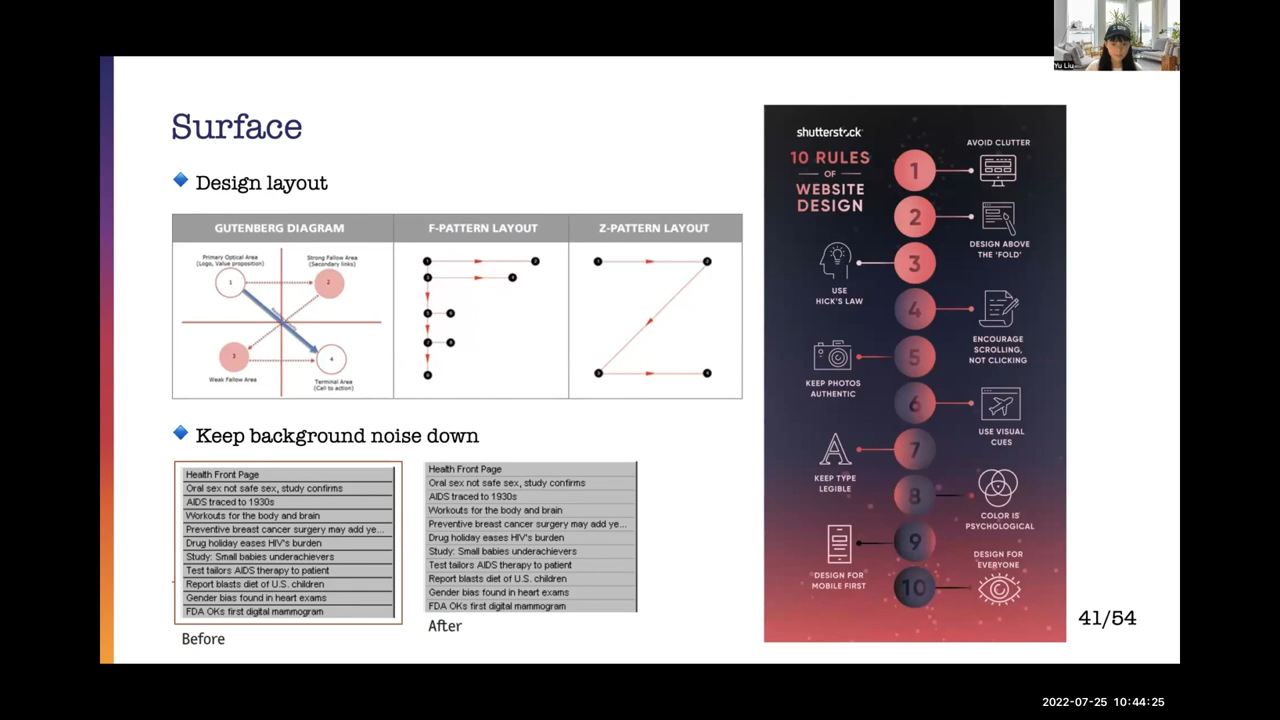 Yu Liu
Surface
Design layout
GUTENBERG DIAGRAM
F-PATTERN LAYOUT
Z-PATTERN LAYOUT
Primary Optical Area
(Logo, Value proposition)
Strong Fallow Area
(Secondary links)
1
2
3
4
Weak Fallow Area
Terminal Area
(Call to action)
Keep background noise down
Health Front Page
Oral sex not safe sex, study confirms
AIDS traced to 1930s
Workouts for the body and brain
Preventive breast cancer surgery may add ye...
Drug holiday eases HIV's burden
Study: Small babies underachievers
Test tailors AIDS therapy to patient
Report blasts diet of U.S. children
Gender bias found in heart exams
FDA OKs first digital mammogram
Before
Health Front Page
Oral sex not safe sex, study confirms
AIDS traced to 1930s
Workouts for the body and brain
Preventive breast cancer surgery may add ye...
Drug holiday eases HIV's burden
Study: Small babies underachievers
Test tailors AIDS therapy to patient
Report blasts diet of U.S. children
Gender bias found in heart exams
FDA OKs first digital mammogram
After
shutterstock
10 RULES
OF
WEBSITE
DESIGN
1
AVOID CLUTTER
2
DESIGN ABOVE
THE 'FOLD'
3
USE
HICK'S LAW
4
ENCOURAGE
SCROLLING,
NOT CLICKING
5
KEEP PHOTOS
AUTHENTIC
6
USE VISUAL
CUES
7
KEEP TYPE
LEGIBLE
8
COLOR IS
PSYCHOLOGICAL
9
DESIGN FOR
MOBILE FIRST
10
DESIGN FOR
EVERYONE
41/54
2022-07-25 10:44:25